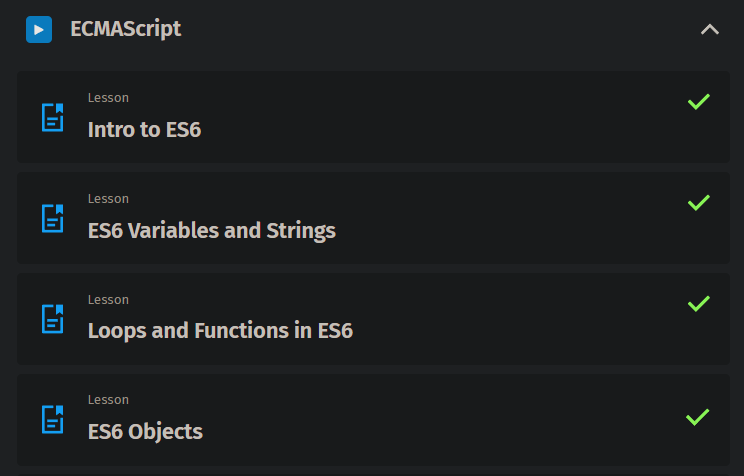 ECMAScript
Lesson
Intro to ES6
Lesson
ES6 Variables and Strings
Lesson
Loops and Functions in ES6
Lesson
ES6 Objects